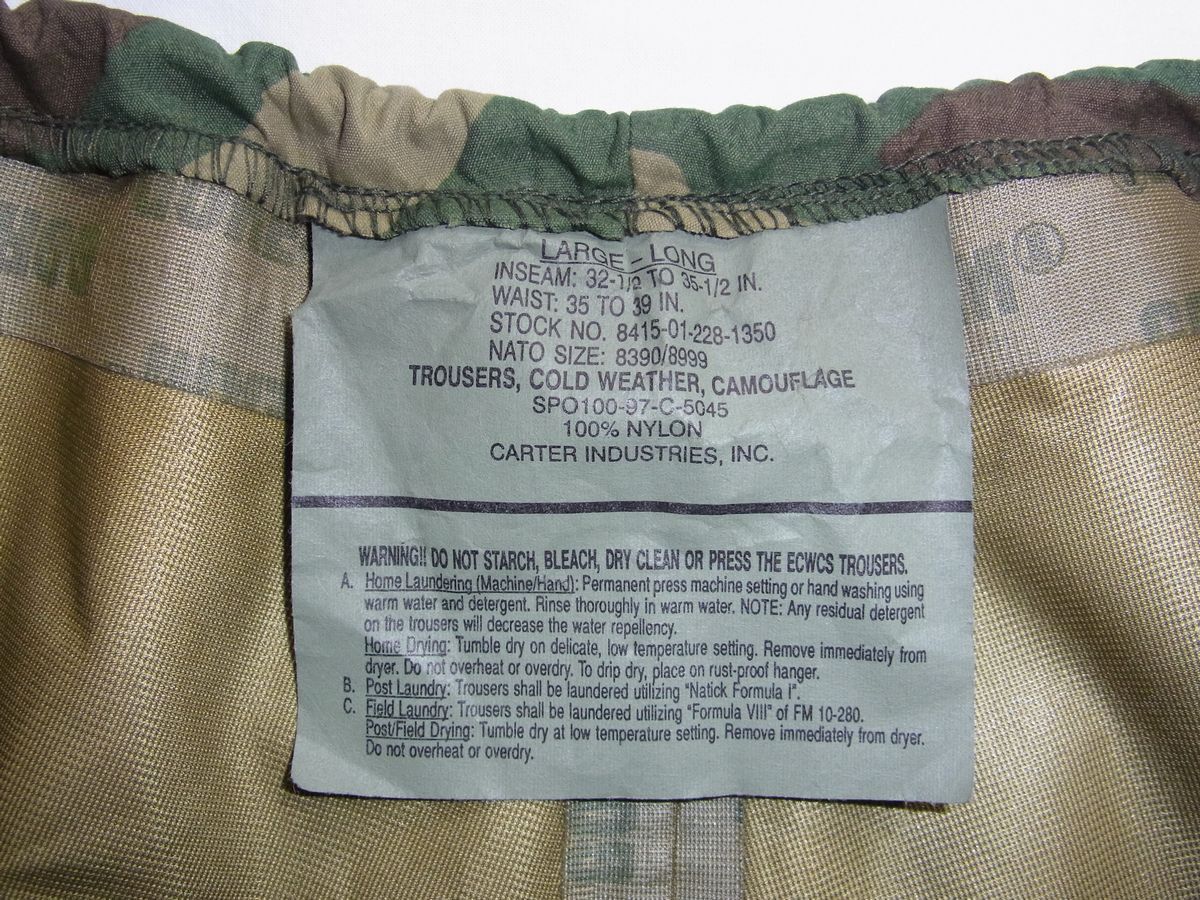 LARGE - LONG
INSEAM: 32-1/2 TO 35-1/2 IN.
WAIST: 35 TO 39 IN.
STOCK NO. 8415-01-228-1350
NATO SIZE: 8390/8999
TROUSERS, COLD WEATHER, CAMOUFLAGE
SPO100-97-C-5045
100% NYLON
CARTER INDUSTRIES, INC.
WARNING!! DO NOT STARCH, BLEACH, DRY CLEAN OR PRESS THE ECWCS TROUSERS.
A. Home Laundering (Machine/Hand): Permanent press machine setting or hand washing using
warm water and detergent. Rinse thoroughly in warm water. NOTE: Any residual detergent
on the trousers will decrease the water repellency.
Home Drying: Tumble dry on delicate, low temperature setting. Remove immediately from
dryer. Do not overheat or overdry. To drip dry, place on rust-proof hanger.
B. Post Laundry: Trousers shall be laundered utilizing "Natick Formula I".
C. Field Laundry: Trousers shall be laundered utilizing "Formula VIII" of FM 10-280.
Post/Field Drying: Tumble dry at low temperature setting. Remove immediately from dryer.
Do not overheat or overdry.